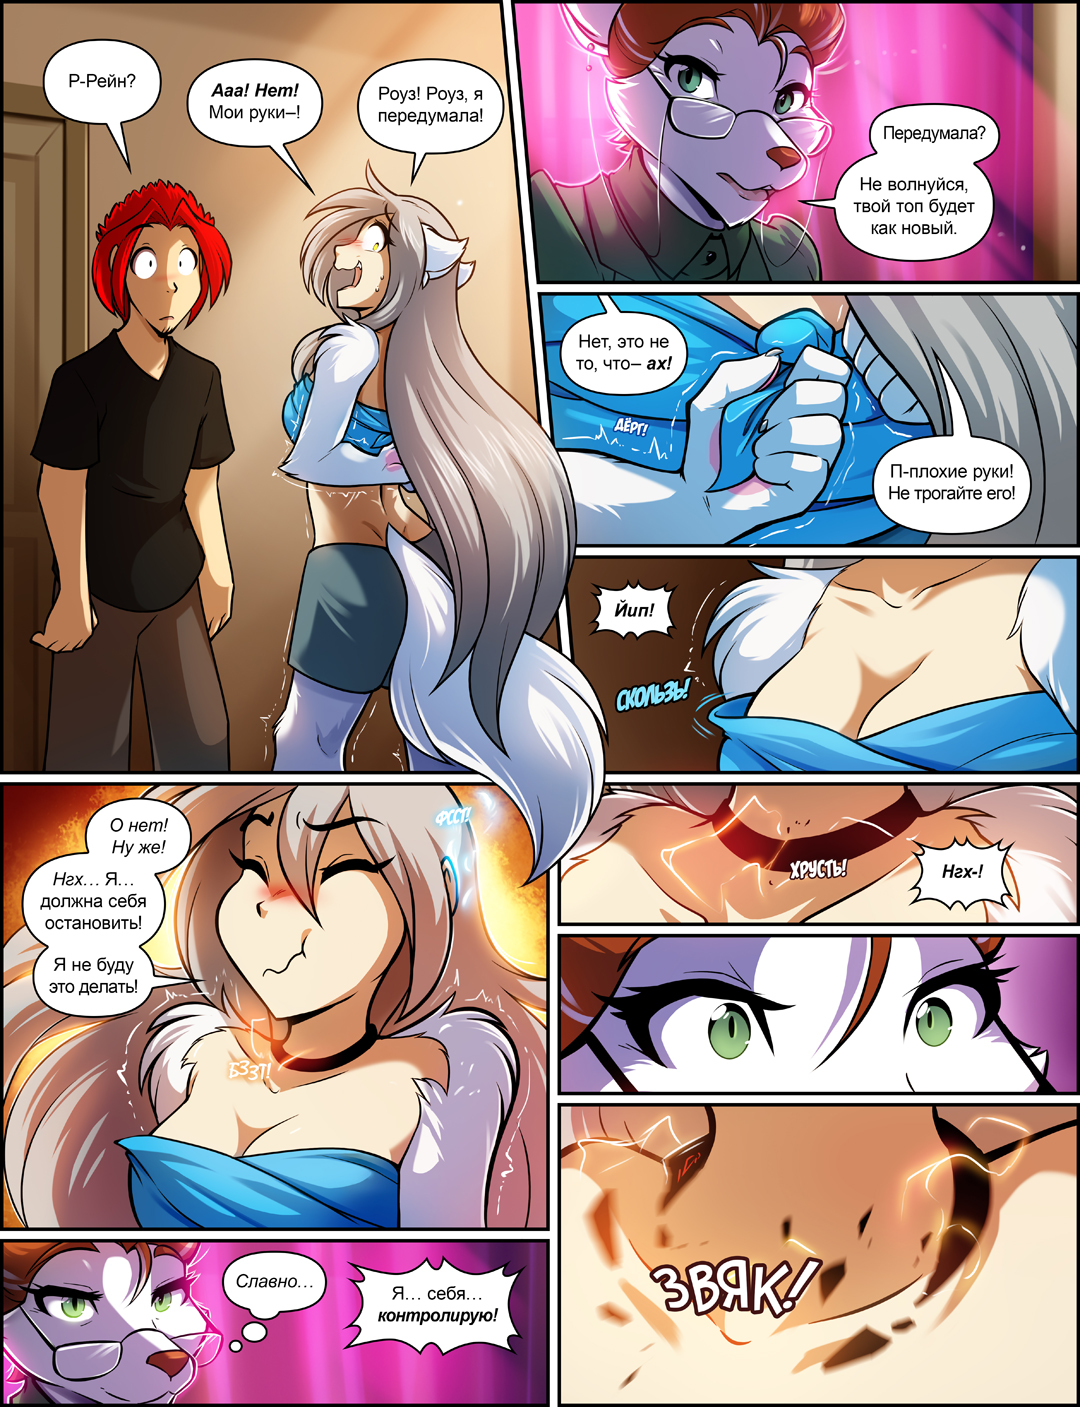 Р-Рейн?
Ааа! Нет!
Мои руки–!
Роуз! Роуз, я
передумала!
Передумала?
Не волнуйся,
твой топ будет
как новый.
Нет, это не
то, что– ах!
ДЁРГ!
П-плохие руки!
Не трогайте его!
Йип!
СКОЛЬЗЬ!
О нет!
Ну же!
Нгх... Я...
должна себя
остановить!
Я не буду
это делать!
ФССТ!
БЗЗТ!
ХРУСТЬ!
Нгх-!
ЗВЯК!
Славно...
Я... себя...
контролирую!